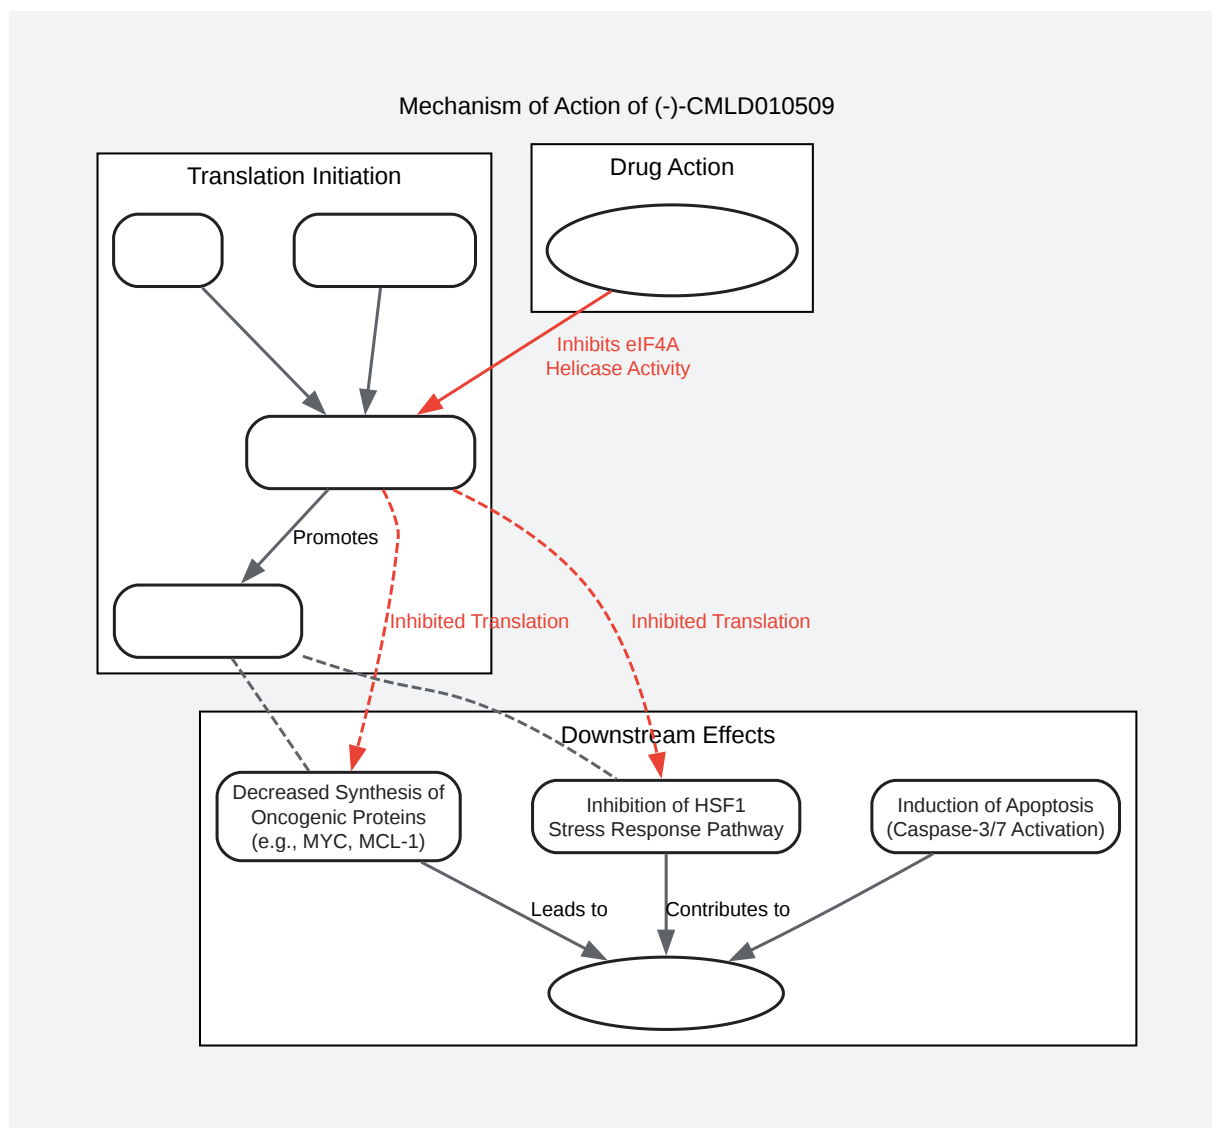 Mechanism of Action of (-)-CMLD010509
Translation Initiation
Drug Action
Inhibits eIF4A
Helicase Activity
Promotes
Inhibited Translation
Inhibited Translation
Downstream Effects
Decreased Synthesis of
Oncogenic Proteins
(e.g., MYC, MCL-1)
Inhibition of HSF1
Stress Response Pathway
Induction of Apoptosis
(Caspase-3/7 Activation)
Leads to
Contributes to